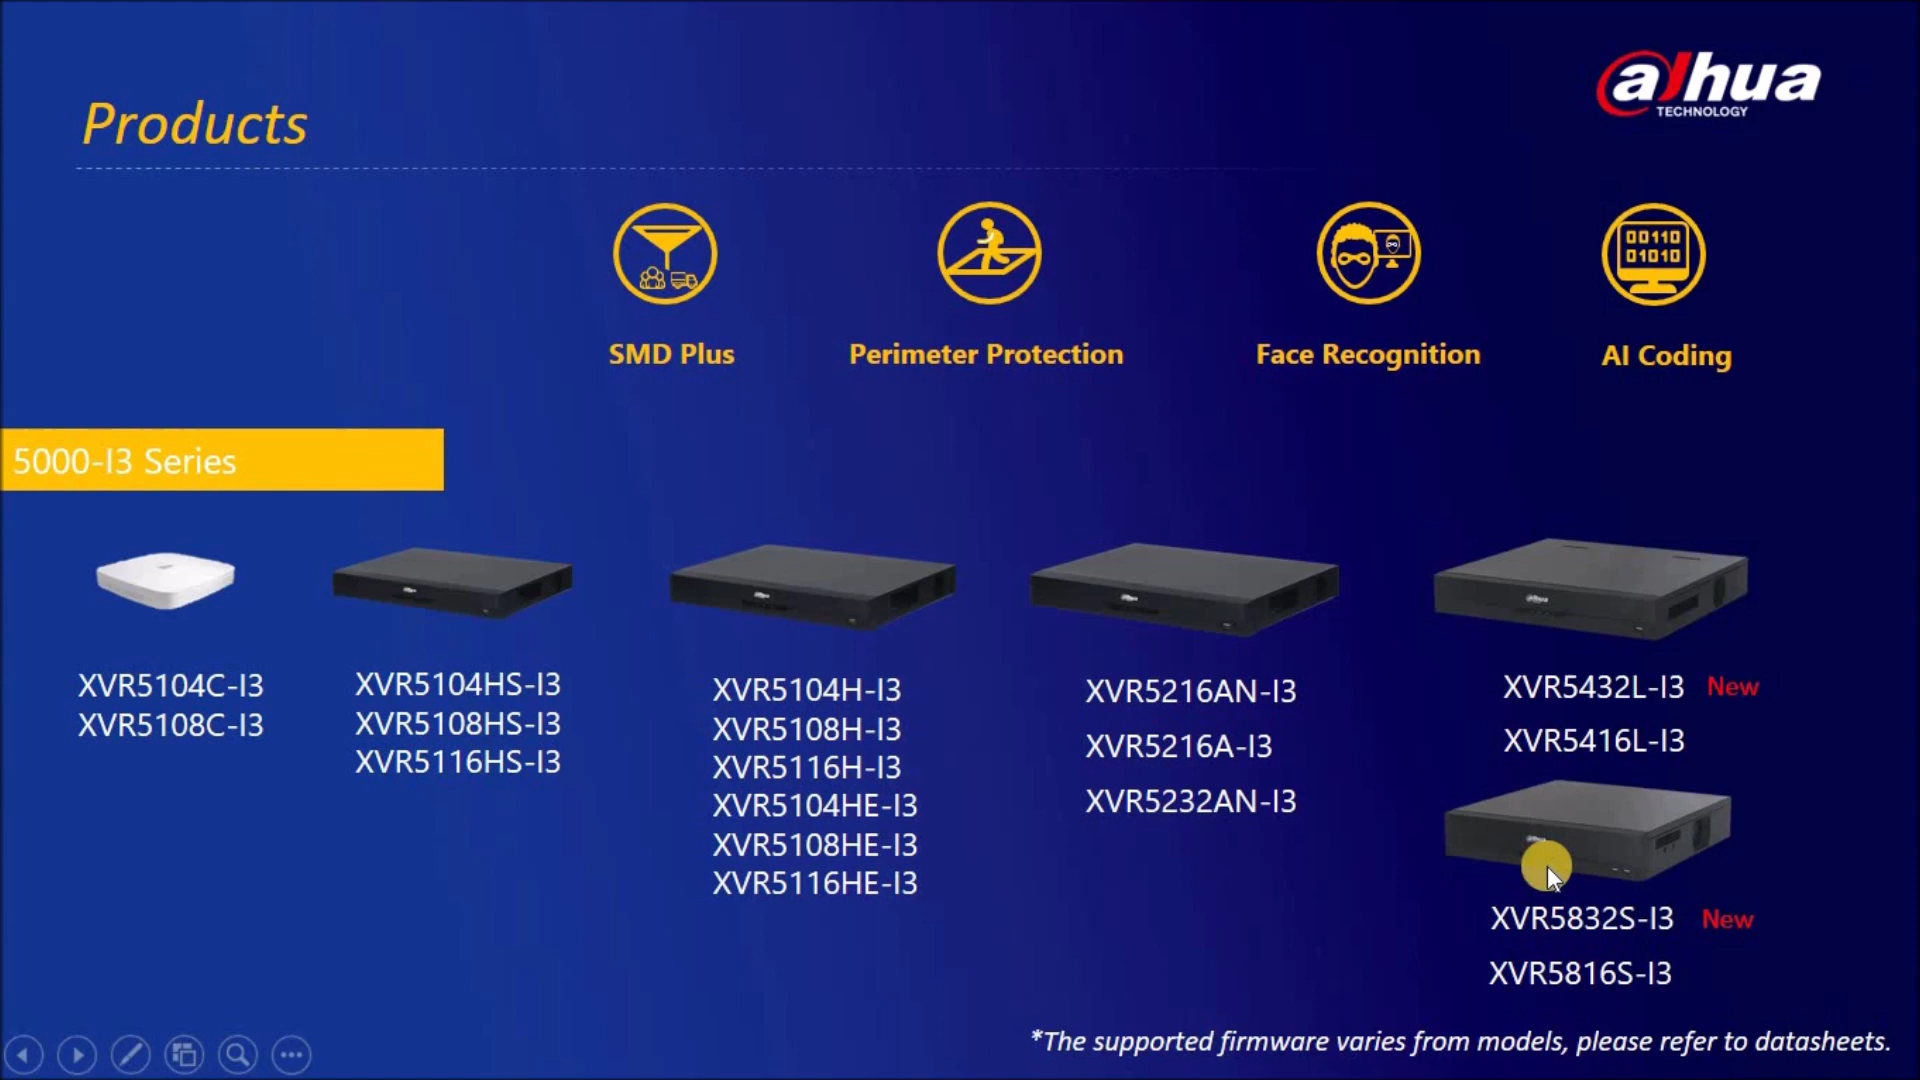 alhua
TECHNOLOGY
Products
00110
01010
SMD Plus
Perimeter Protection
Face Recognition
AI Coding
5000-I3 Series
XVR5104C-I3
XVR5108C-I3
XVR5104HS-I3
XVR5108HS-I3
XVR5116HS-I3
XVR5104H-I3
XVR5108H-I3
XVR5116H-I3
XVR5104HE-I3
XVR5108HE-I3
XVR5116HE-I3
XVR5216AN-I3
XVR5216A-I3
XVR5232AN-I3
alhua
XVR5432L-I3 New
XVR5416L-I3
XVR5832S-I3 New
XVR5816S-I3
*The supported firmware varies from models, please refer to datasheets.